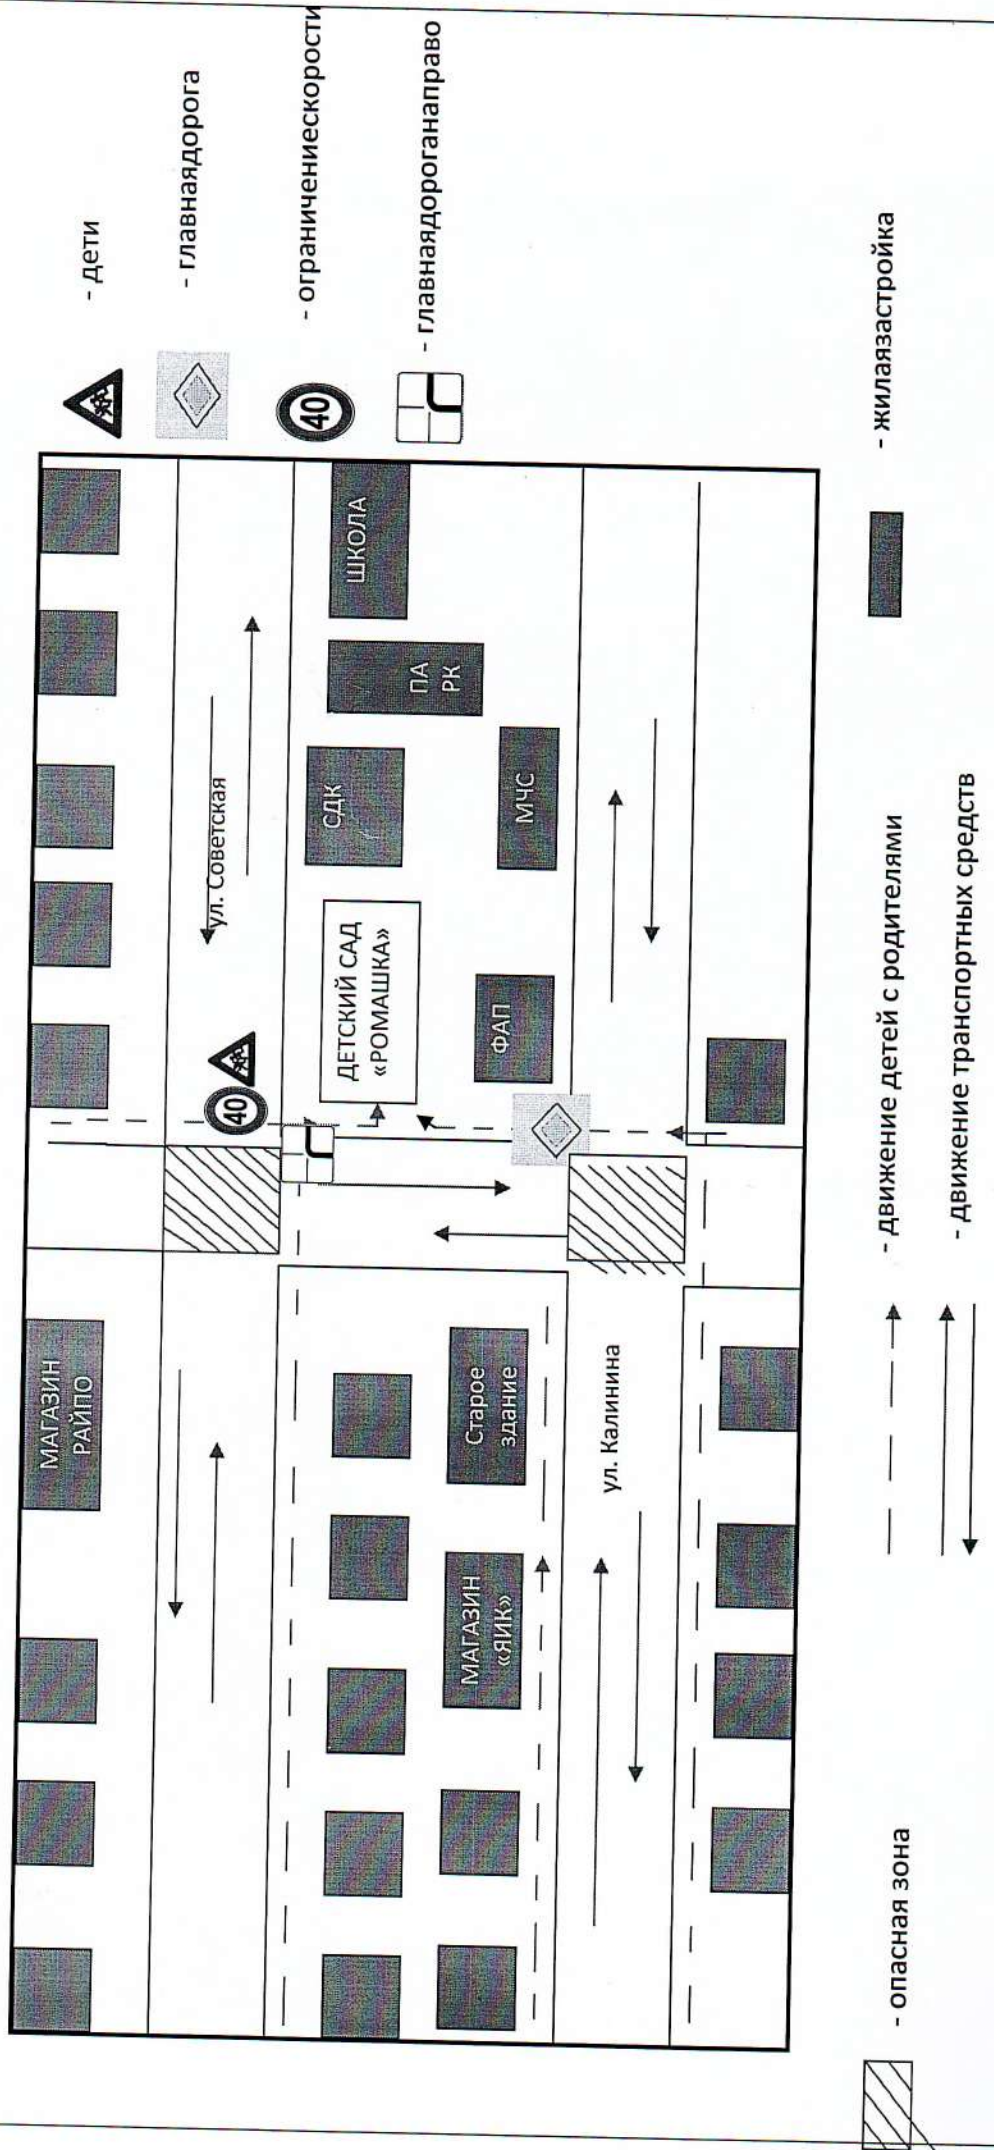 МАГАЗИН
РАЙПО
ул. Советская
40
ДЕТСКИЙ САД
«РОМАШКА»
СДК
ПА
РК
ШКОЛА
ФАП
МЧС
Старое
здание
МАГАЗИН
«ЯИК»
ул. Калинина
- дети
- главнаядорога
40
- ограничениескорости
- главнаядороганаправо
- опасная зона
- движение детей с родителями
- движение транспортных средств
- жилаязастройка